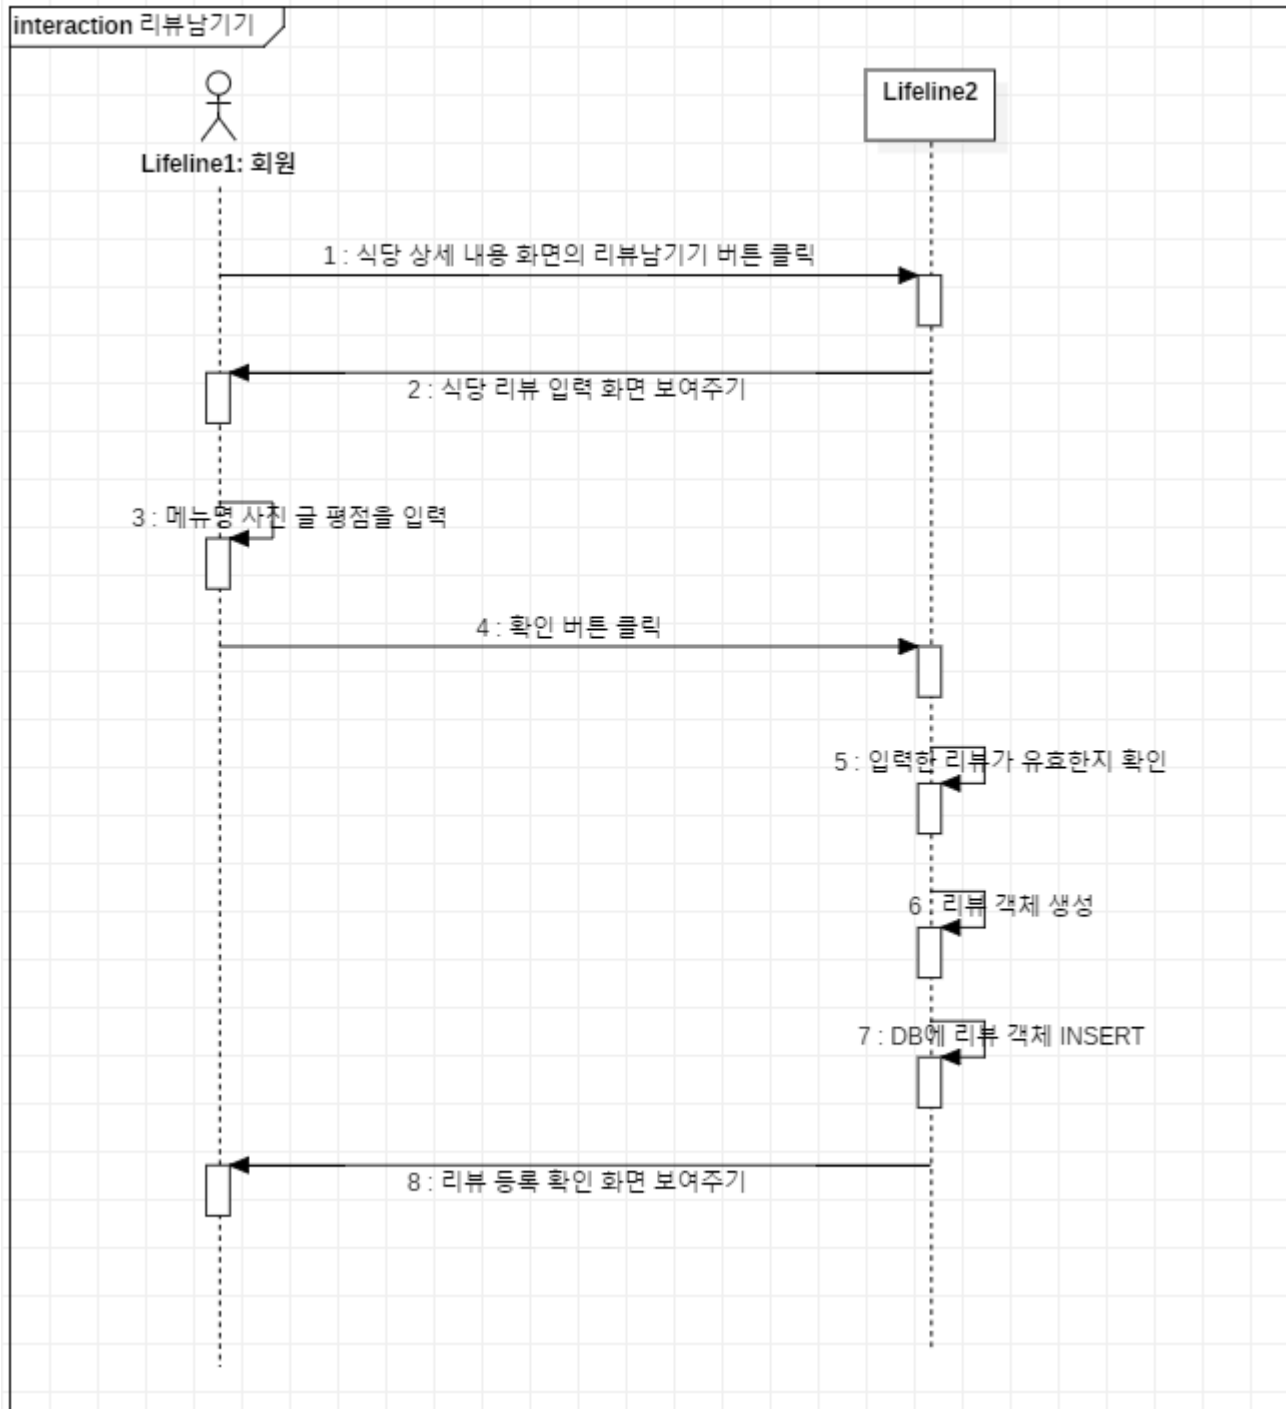 interaction 리뷰남기기
Lifeline1: 회원
Lifeline2
1 : 식당 상세 내용 화면의 리뷰남기기 버튼 클릭
2 : 식당 리뷰 입력 화면 보여주기
3 : 메뉴명 사진 글 평점을 입력
4 : 확인 버튼 클릭
5 : 입력한 리뷰가 유효한지 확인
6 : 리뷰 객체 생성
7 : DB에 리뷰 객체 INSERT
8 : 리뷰 등록 확인 화면 보여주기